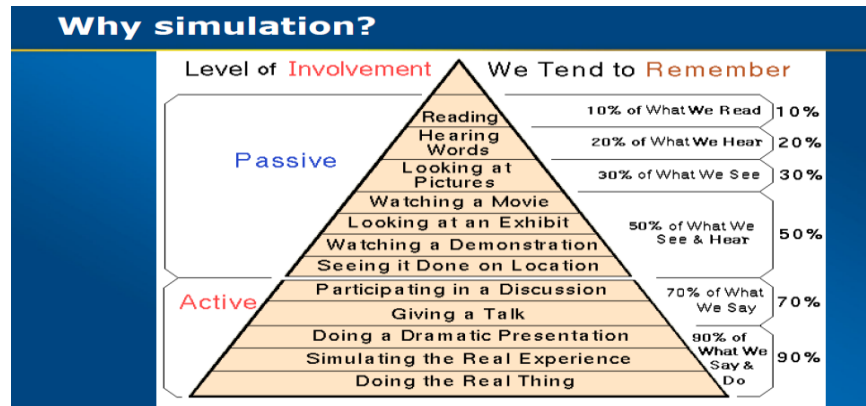 Why simulation?
Level of Involvement
We Tend to Remember
Passive
Reading
Hearing
Words
Looking at
Pictures
Watching a Movie
Looking at an Exhibit
Watching a Demonstration
Seeing it Done on Location
10% of What We Read
10%
20% of What We Hear
20%
30% of What We See
30%
50% of What We
See & Hear
50%
Active
Participating in a Discussion
Giving a Talk
Doing a Dramatic Presentation
Simulating the Real Experience
Doing the Real Thing
70% of What
We Say
70%
90% of
What We
Say &
Do
90%